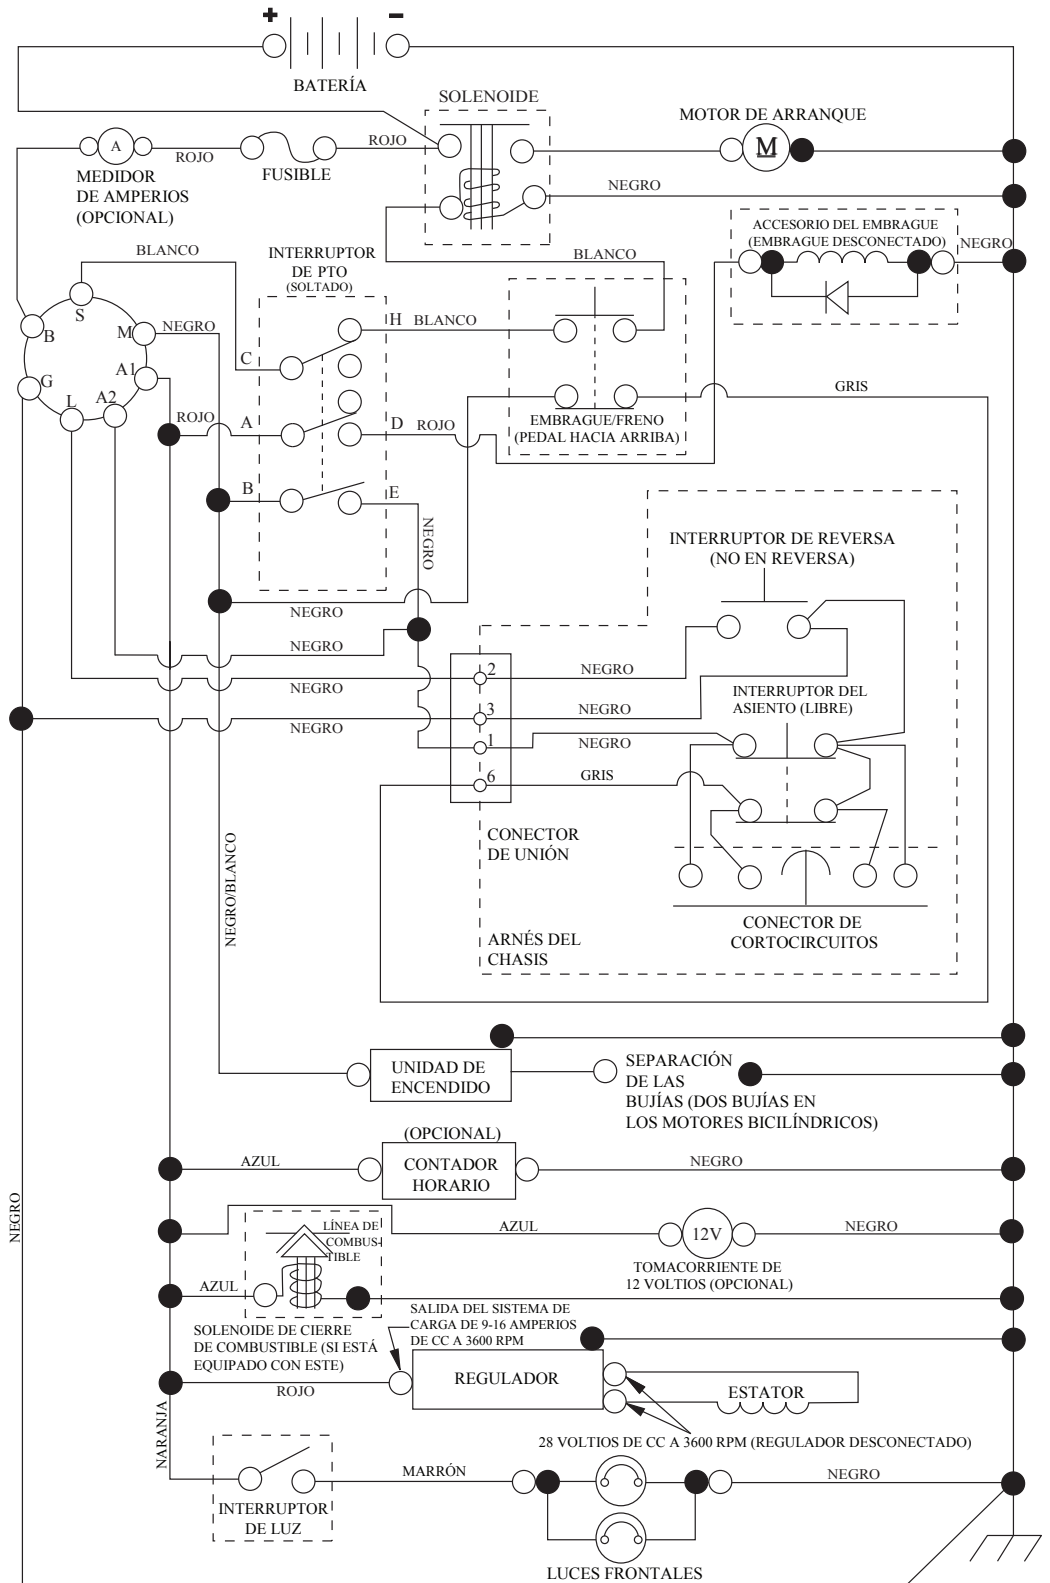 + −
BATERÍA
SOLENOIDE
MOTOR DE ARRANQUE
A
ROJO
ROJO
M
MEDIDOR
DE AMPERIOS
(OPCIONAL)
FUSIBLE
NEGRO
ACCESORIO DEL EMBRAGUE
(EMBRAGUE DESCONECTADO)
NEGRO
BLANCO
INTERRUPTOR
DE PTO
(SOLTADO)
BLANCO
S
B
M
NEGRO
H
BLANCO
C
A1
G
A2
L
ROJO
A
D
ROJO
GRIS
EMBRAGUE/FRENO
(PEDAL HACIA ARRIBA)
B
E
NEGRO
INTERRUPTOR DE REVERSA
(NO EN REVERSA)
NEGRO
NEGRO
2
NEGRO
NEGRO
INTERRUPTOR DEL
ASIENTO (LIBRE)
3
NEGRO
NEGRO
1
NEGRO
6
GRIS
CONECTOR
DE UNIÓN
NEGRO/BLANCO
CONECTOR DE
CORTOCIRCUITOS
ARNÉS DEL
CHASIS
UNIDAD DE
ENCENDIDO
SEPARACIÓN
DE LAS
BUJÍAS (DOS BUJÍAS EN
LOS MOTORES BICILÍNDRICOS)
(OPCIONAL)
AZUL
CONTADOR
HORARIO
NEGRO
NEGRO
LÍNEA DE
COMBUS-
TIBLE
AZUL
12V
NEGRO
TOMACORRIENTE DE
12 VOLTIOS (OPCIONAL)
AZUL
SOLENOIDE DE CIERRE
DE COMBUSTIBLE (SI ESTÁ
EQUIPADO CON ESTE)
SALIDA DEL SISTEMA DE
CARGA DE 9-16 AMPERIOS
DE CC A 3600 RPM
REGULADOR
ROJO
ESTATOR
NARANJA
28 VOLTIOS DE CC A 3600 RPM (REGULADOR DESCONECTADO)
MARRÓN
NEGRO
INTERRUPTOR
DE LUZ
LUCES FRONTALES